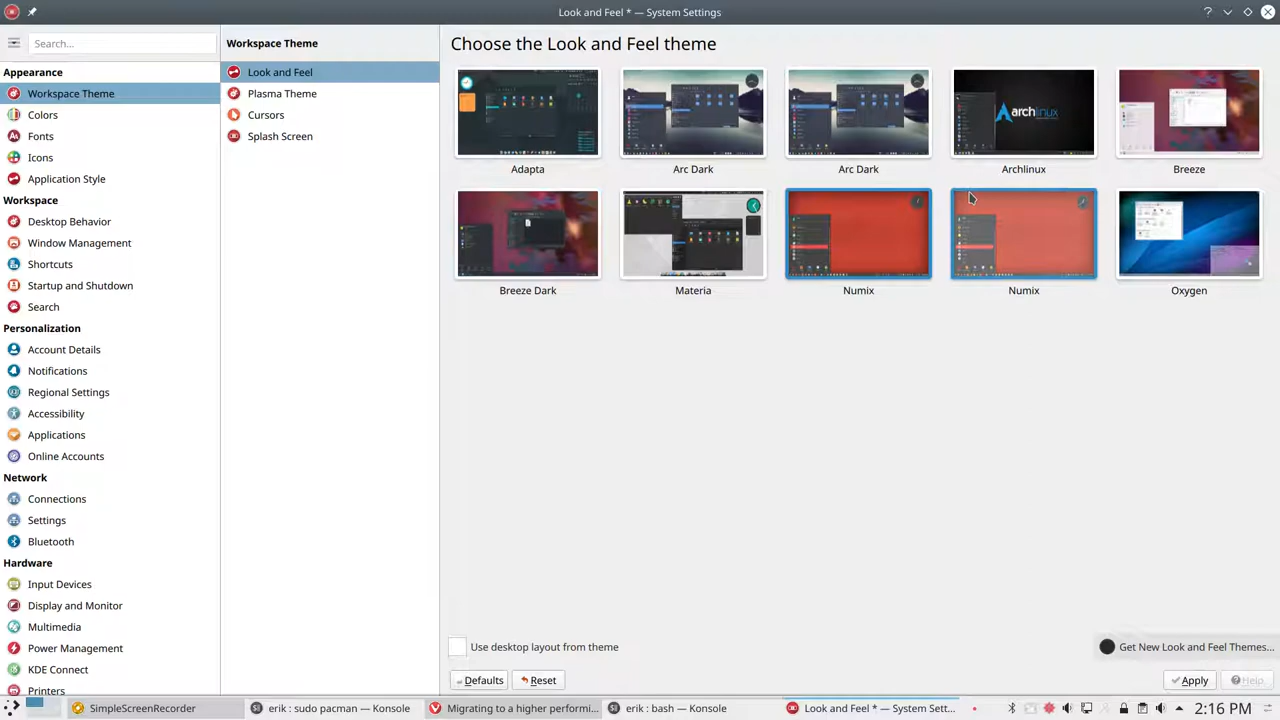 Look and Feel * — System Settings
Search...
Workspace Theme
Choose the Look and Feel theme
Appearance
Workspace Theme
Colors
Fonts
Icons
Application Style
Workspace
Desktop Behavior
Window Management
Shortcuts
Startup and Shutdown
Search
Personalization
Account Details
Notifications
Regional Settings
Accessibility
Applications
Online Accounts
Network
Connections
Settings
Bluetooth
Hardware
Input Devices
Display and Monitor
Multimedia
Power Management
KDE Connect
Printers
Look and Feel
Plasma Theme
Cursors
Splash Screen
archlinux
Adapta
Arc Dark
Arc Dark
Archlinux
Breeze
Breeze Dark
Materia
Numix
Numix
Oxygen
Use desktop layout from theme
Get New Look and Feel Themes...
Defaults
Reset
Apply
Help
SimpleScreenRecorder
erik : sudo pacman — Konsole
Migrating to a higher performi...
erik : bash — Konsole
Look and Feel * — System Sett...
2:16 PM